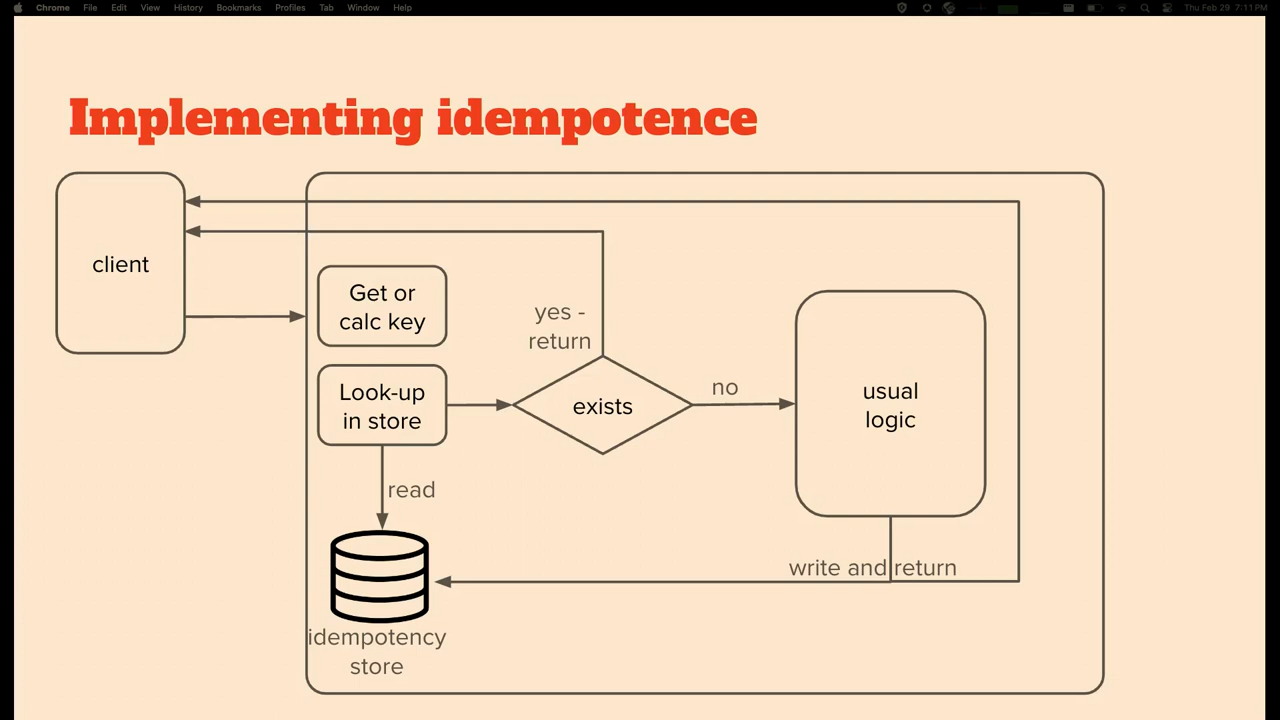 Chrome File Edit View History Bookmarks Profiles Tab Window Help
Thu Feb 29 7:11 PM
Implementing idempotence
client
Get or
calc key
yes -
return
Look-up
in store
exists
no
usual
logic
read
write and return
idempotency
store